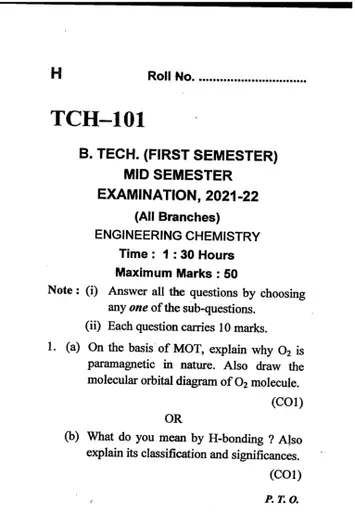 H Roll No. ................................
TCH–101
B. TECH. (FIRST SEMESTER)
MID SEMESTER
EXAMINATION, 2021-22
(All Branches)
ENGINEERING CHEMISTRY
Time : 1 : 30 Hours
Maximum Marks : 50
Note : (i) Answer all the questions by choosing
any one of the sub-questions.
(ii) Each question carries 10 marks.
1. (a) On the basis of MOT, explain why O₂ is
paramagnetic in nature. Also draw the
molecular orbital diagram of O₂ molecule.
(CO1)
OR
(b) What do you mean by H-bonding ? Also
explain its classification and significances.
(CO1)
P. T. O.